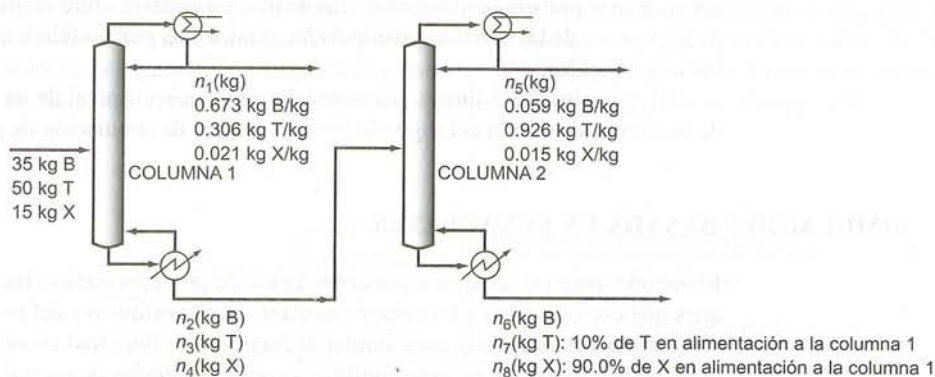 n₁(kg)
0.673 kg B/kg
0.306 kg T/kg
0.021 kg X/kg
35 kg B
50 kg T
15 kg X
COLUMNA 1
n₂(kg B)
n₃(kg T)
n₄(kg X)
n₅(kg)
0.059 kg B/kg
0.926 kg T/kg
0.015 kg X/kg
COLUMNA 2
n₆(kg B)
n₇(kg T): 10% de T en alimentación a la columna 1
n₈(kg X): 90.0% de X en alimentación a la columna 1